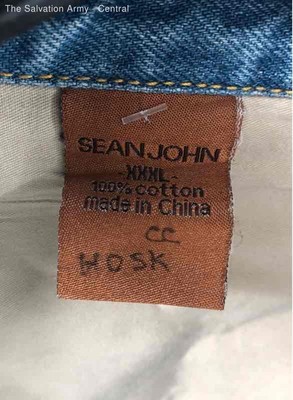 The Salvation Army - Central
SEAN JOHN
-XXXL-
100% cotton
made in China
CC
HOSK